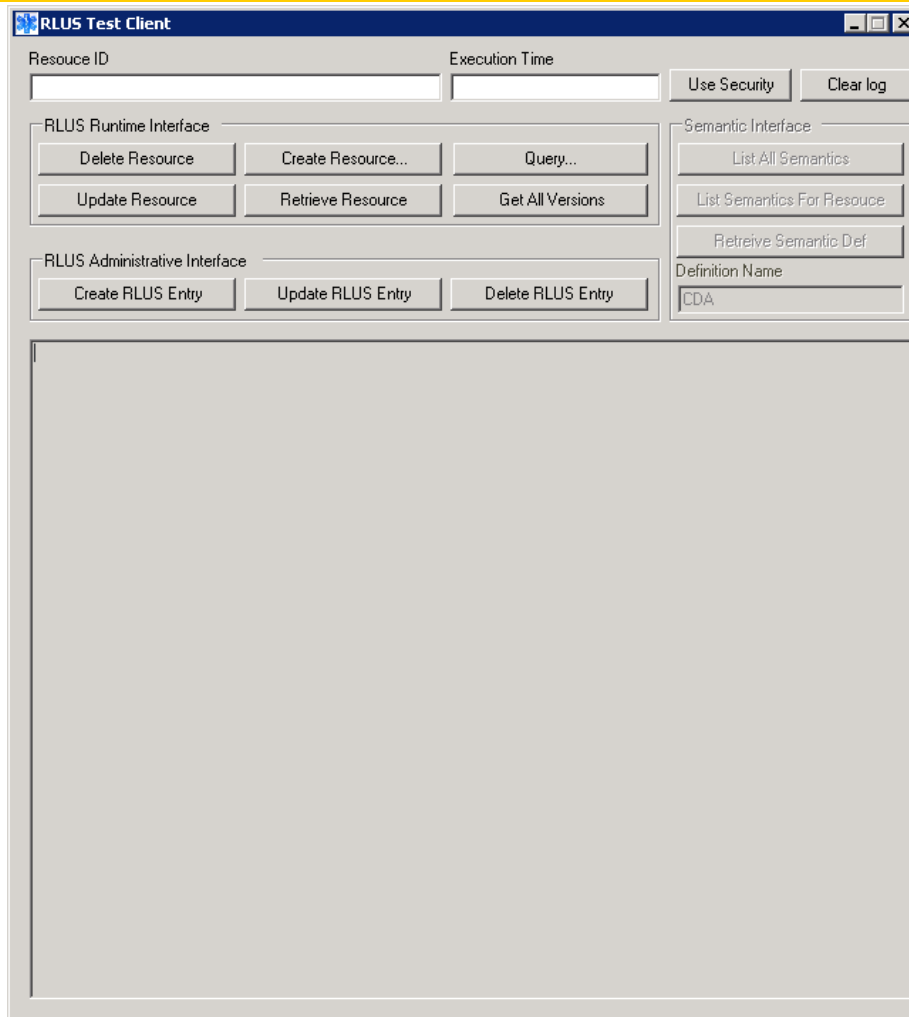 RLUS Test Client
Resouce ID
Execution Time
Use Security
Clear log
RLUS Runtime Interface
Semantic Interface
Delete Resource
Create Resource...
Query...
List All Semantics
Update Resource
Retrieve Resource
Get All Versions
List Semantics For Resouce
Retreive Semantic Def
RLUS Administrative Interface
Definition Name
Create RLUS Entry
Update RLUS Entry
Delete RLUS Entry
CDA